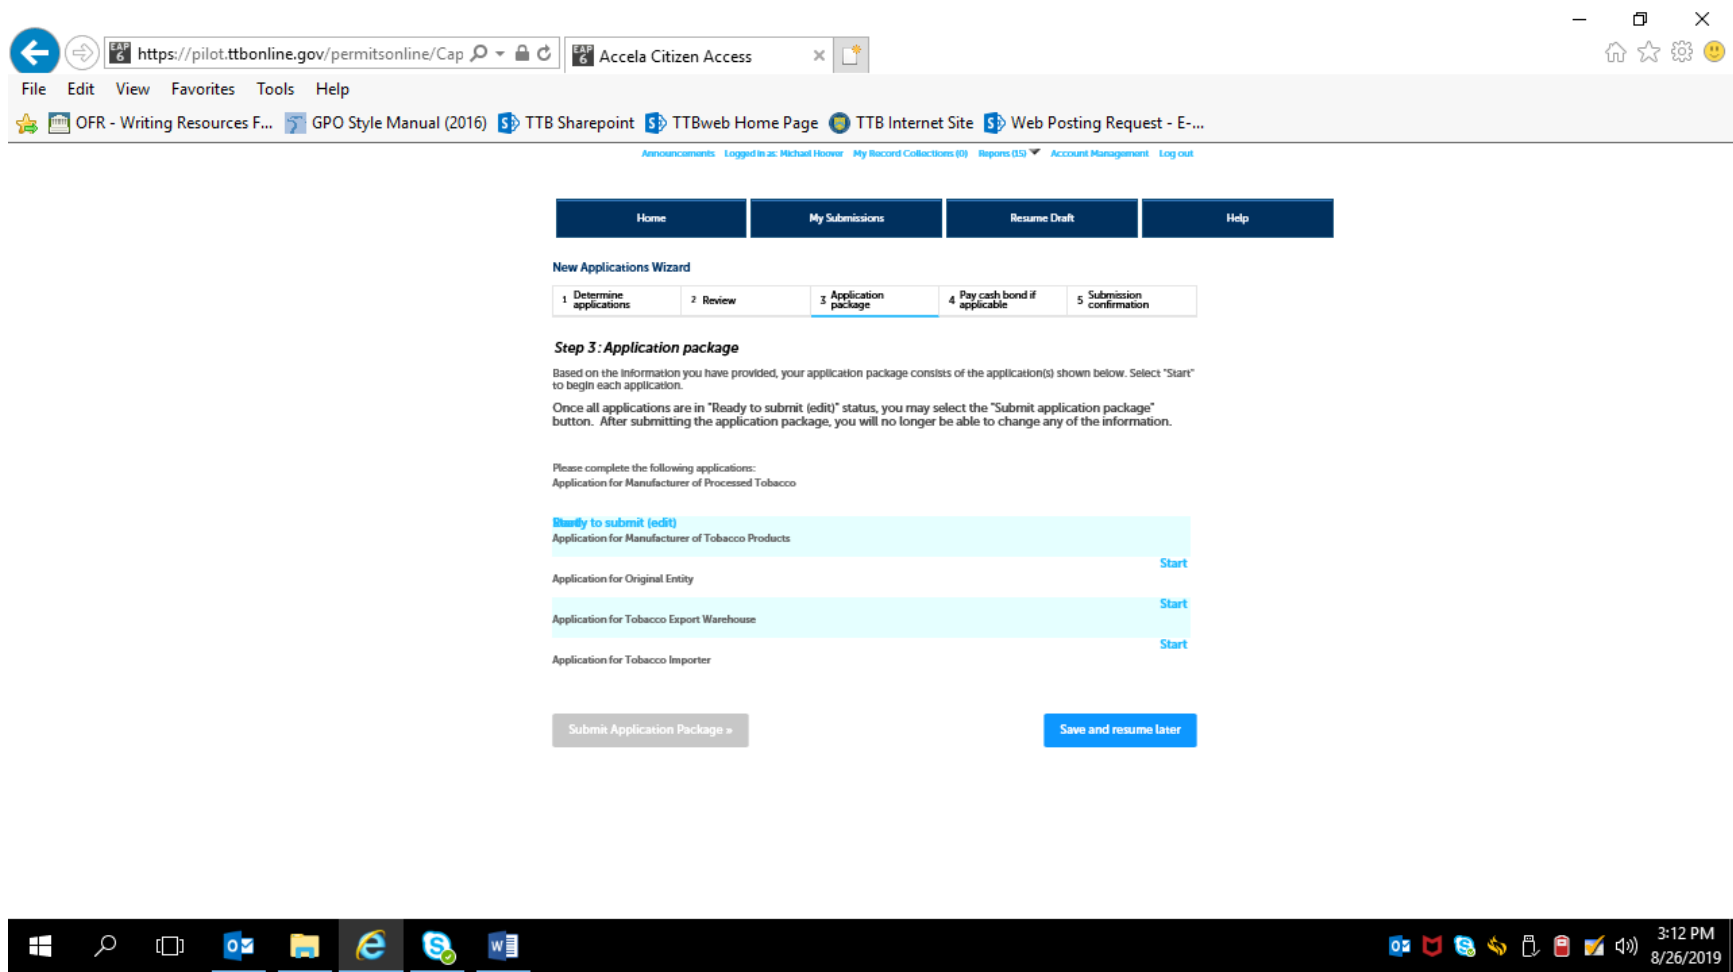 https://pilot.ttbonline.gov/permitsonline/Cap
Accela Citizen Access
File Edit View Favorites Tools Help
OFR - Writing Resources F... GPO Style Manual (2016) TTB Sharepoint TTBweb Home Page TTB Internet Site Web Posting Request - E-...
Announcements Logged in as: Michael Hoover My Record Collections (0) Reports (15) Account Management Log out
Home My Submissions Resume Draft Help
New Applications Wizard
1 Determine applications 2 Review 3 Application package 4 Pay cash bond if applicable 5 Submission confirmation
Step 3: Application package
Based on the information you have provided, your application package consists of the application(s) shown below. Select "Start"
to begin each application.
Once all applications are in "Ready to submit (edit)" status, you may select the "Submit application package"
button. After submitting the application package, you will no longer be able to change any of the information.
Please complete the following applications:
Application for Manufacturer of Processed Tobacco
to submit (edit)
Application for Manufacturer of Tobacco Products
Start
Application for Original Entity
Start
Application for Tobacco Export Warehouse
Start
Application for Tobacco Importer
Submit Application Package »
Save and resume later
3:12 PM
8/26/2019